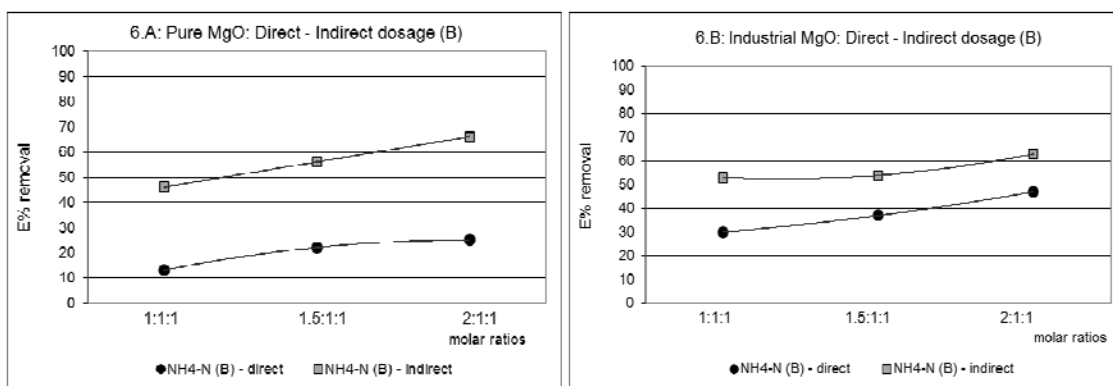 6.A: Pure MgO: Direct - Indirect dosage (B)
100
90
80
70
60
50
40
30
20
10
0
E% removal
1:1:1
1.5:1:1
2:1:1
molar ratios
NH4-N (B) - direct
NH4-N (B) - Indirect
6.B: Industrial MgO: Direct - Indirect dosage (B)
100
90
80
70
60
50
40
30
20
10
0
E% removal
1:1:1
1.5:1:1
2:1:1
molar ratios
NH4-N (B) - direct
NH4-N (B) - indirect